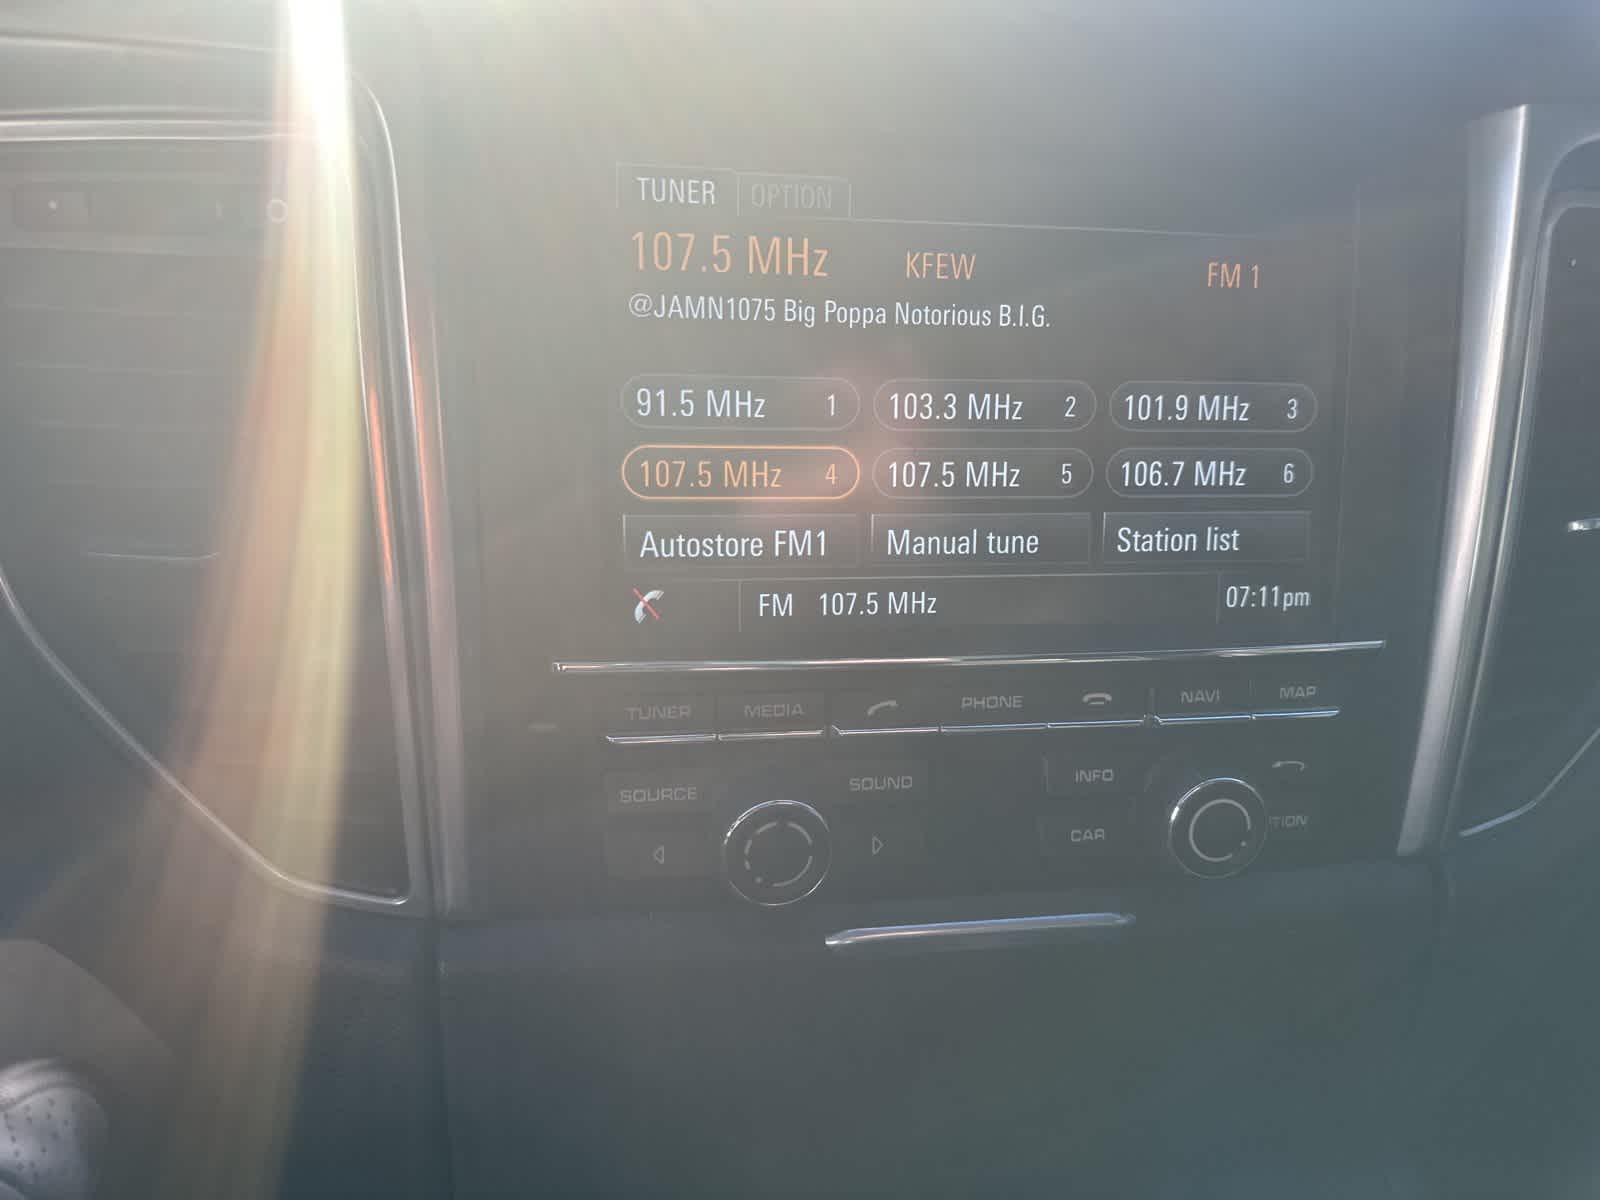 TUNER OPTION
107.5 MHz KFEW FM 1
@JAMN1075 Big Poppa Notorious B.I.G.
91.5 MHz 1 103.3 MHz 2 101.9 MHz 3
107.5 MHz 4 107.5 MHz 5 106.7 MHz 6
Autostore FM1 Manual tune Station list
FM 107.5 MHz 07:11pm
TUNER MEDIA PHONE NAVI MAP
SOURCE SOUND INFO
CAR TION